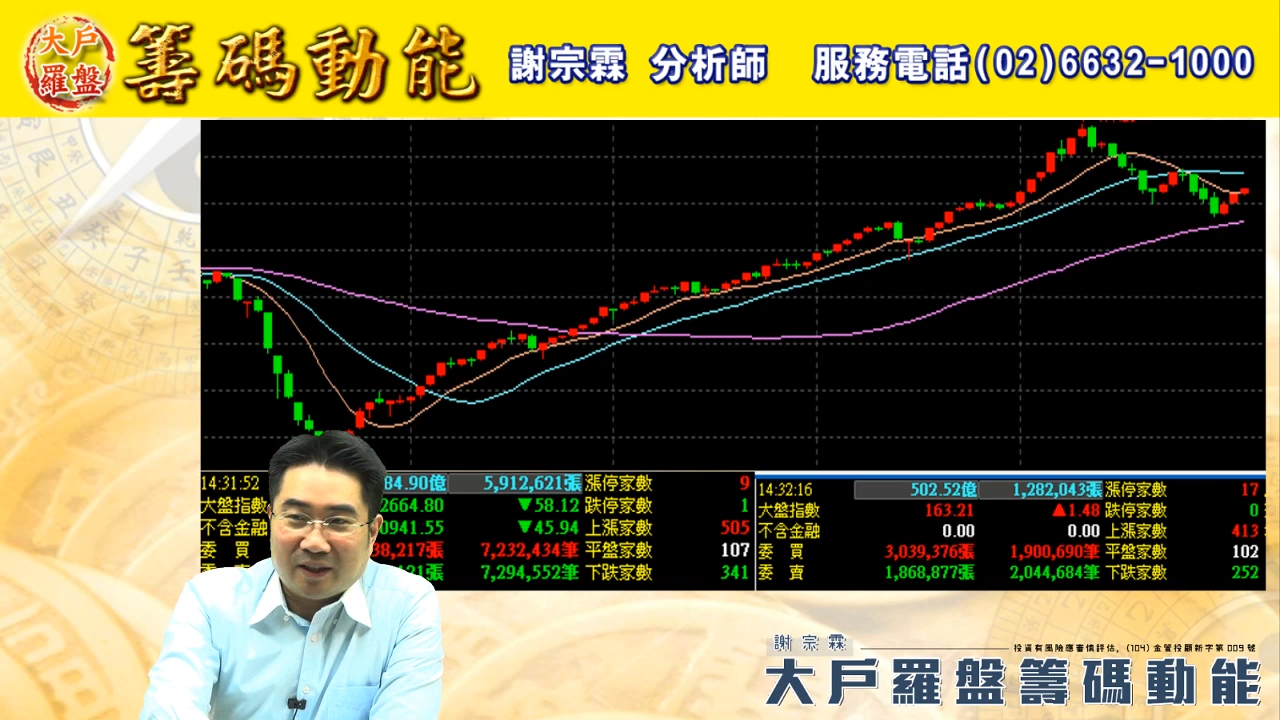 大戶
羅盤
籌碼動能
謝宗霖 分析師 服務電話(02)6632-1000
14:31:52 84.90億 5,912,621張 漲停家數 9
大盤指數 2664.80 ▼58.12 跌停家數 1
不含金融 0941.55 ▼45.94 上漲家數 505
委 買 38,217張 7,232,434筆 平盤家數 107
委 賣 7,294,552筆 下跌家數 341
14:32:16 502.52億 1,282,043張 漲停家數 17
大盤指數 163.21 ▲1.48 跌停家數 0
不含金融 0.00 0.00 上漲家數 413
委 買 3,039,376張 1,900,690筆 平盤家數 102
委 賣 1,868,877張 2,044,684筆 下跌家數 252
謝宗霖
投資有風險應審慎評估, (104) 金管投顧新字第 009 號
大戶羅盤籌碼動能